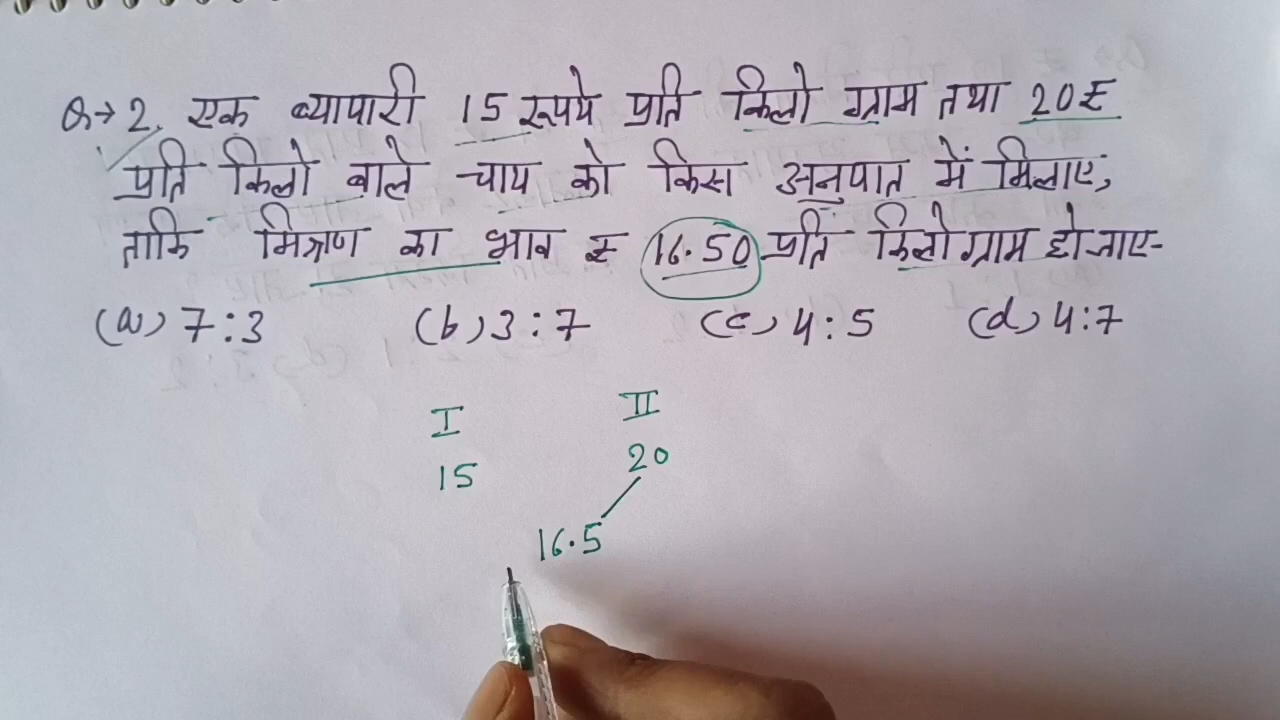 Q→2. एक व्यापारी 15 रूपये प्रति किलो ग्राम तथा 20₹
प्रति किलो वाले चाय को किस अनुपात में मिलाए,
ताकि मिश्रण का भाव ₹ 16.50 प्रति किलोग्राम हो जाए-
(a) 7:3 (b) 3:7 (c) 4:5 (d) 4:7
I II
15 20
16.5